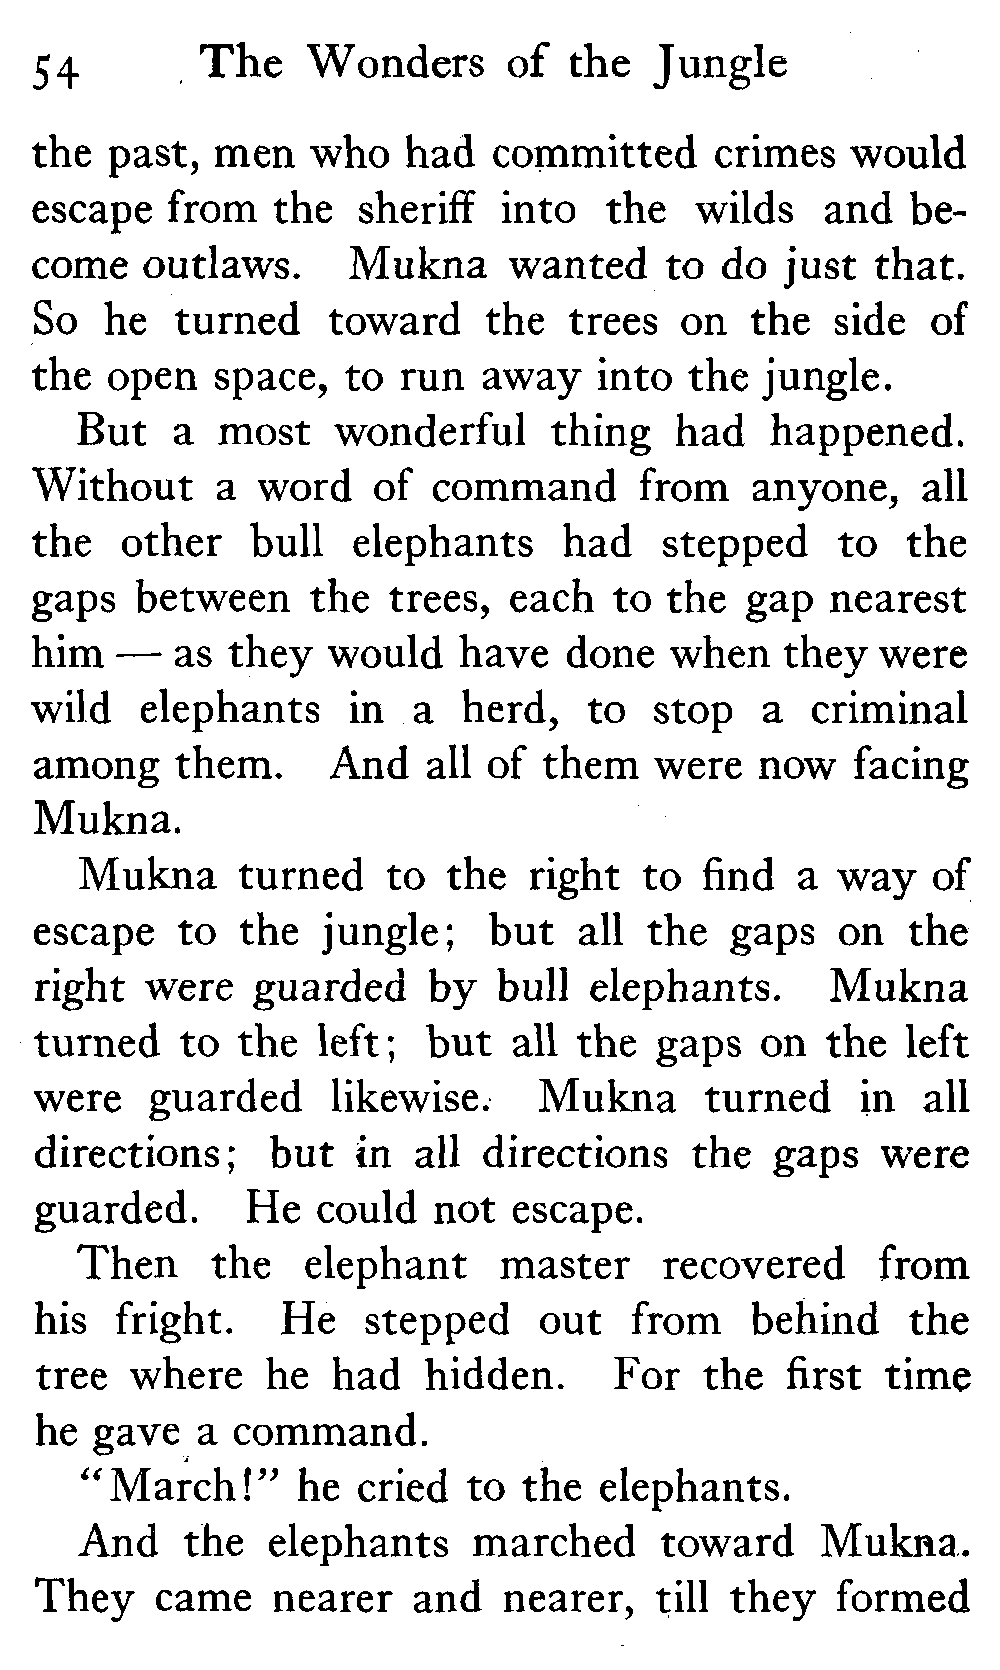 54 The Wonders of the Jungle
the past, men who had committed crimes would
escape from the sheriff into the wilds and be-
come outlaws. Mukna wanted to do just that.
So he turned toward the trees on the side of
the open space, to run away into the jungle.
But a most wonderful thing had happened.
Without a word of command from anyone, all
the other bull elephants had stepped to the
gaps between the trees, each to the gap nearest
him — as they would have done when they were
wild elephants in a herd, to stop a criminal
among them. And all of them were now facing
Mukna.
Mukna turned to the right to find a way of
escape to the jungle; but all the gaps on the
right were guarded by bull elephants. Mukna
turned to the left; but all the gaps on the left
were guarded likewise. Mukna turned in all
directions; but in all directions the gaps were
guarded. He could not escape.
Then the elephant master recovered from
his fright. He stepped out from behind the
tree where he had hidden. For the first time
he gave a command.
"March!" he cried to the elephants.
And the elephants marched toward Mukna.
They came nearer and nearer, till they formed